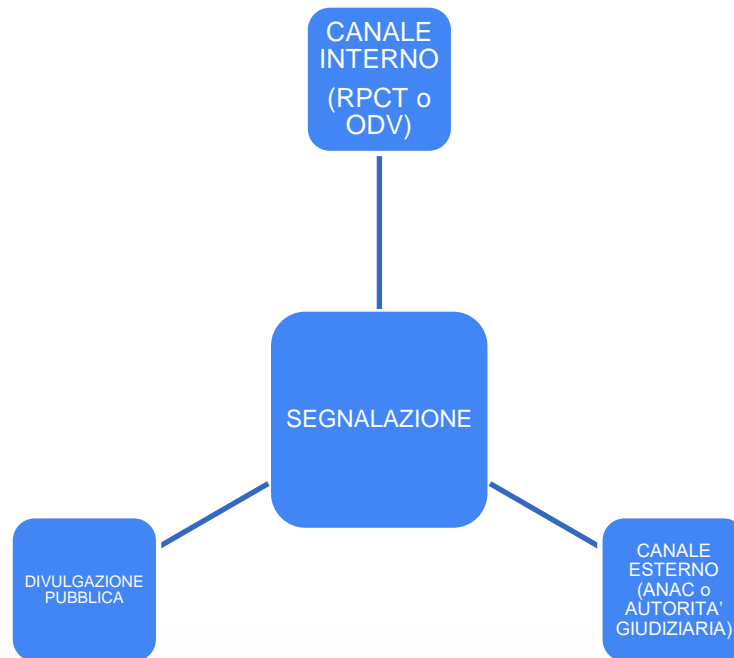 CANALE
INTERNO
(RPCT o
ODV)
SEGNALAZIONE
DIVULGAZIONE
PUBBLICA
CANALE
ESTERNO
(ANAC o
AUTORITA’
GIUDIZIARIA)